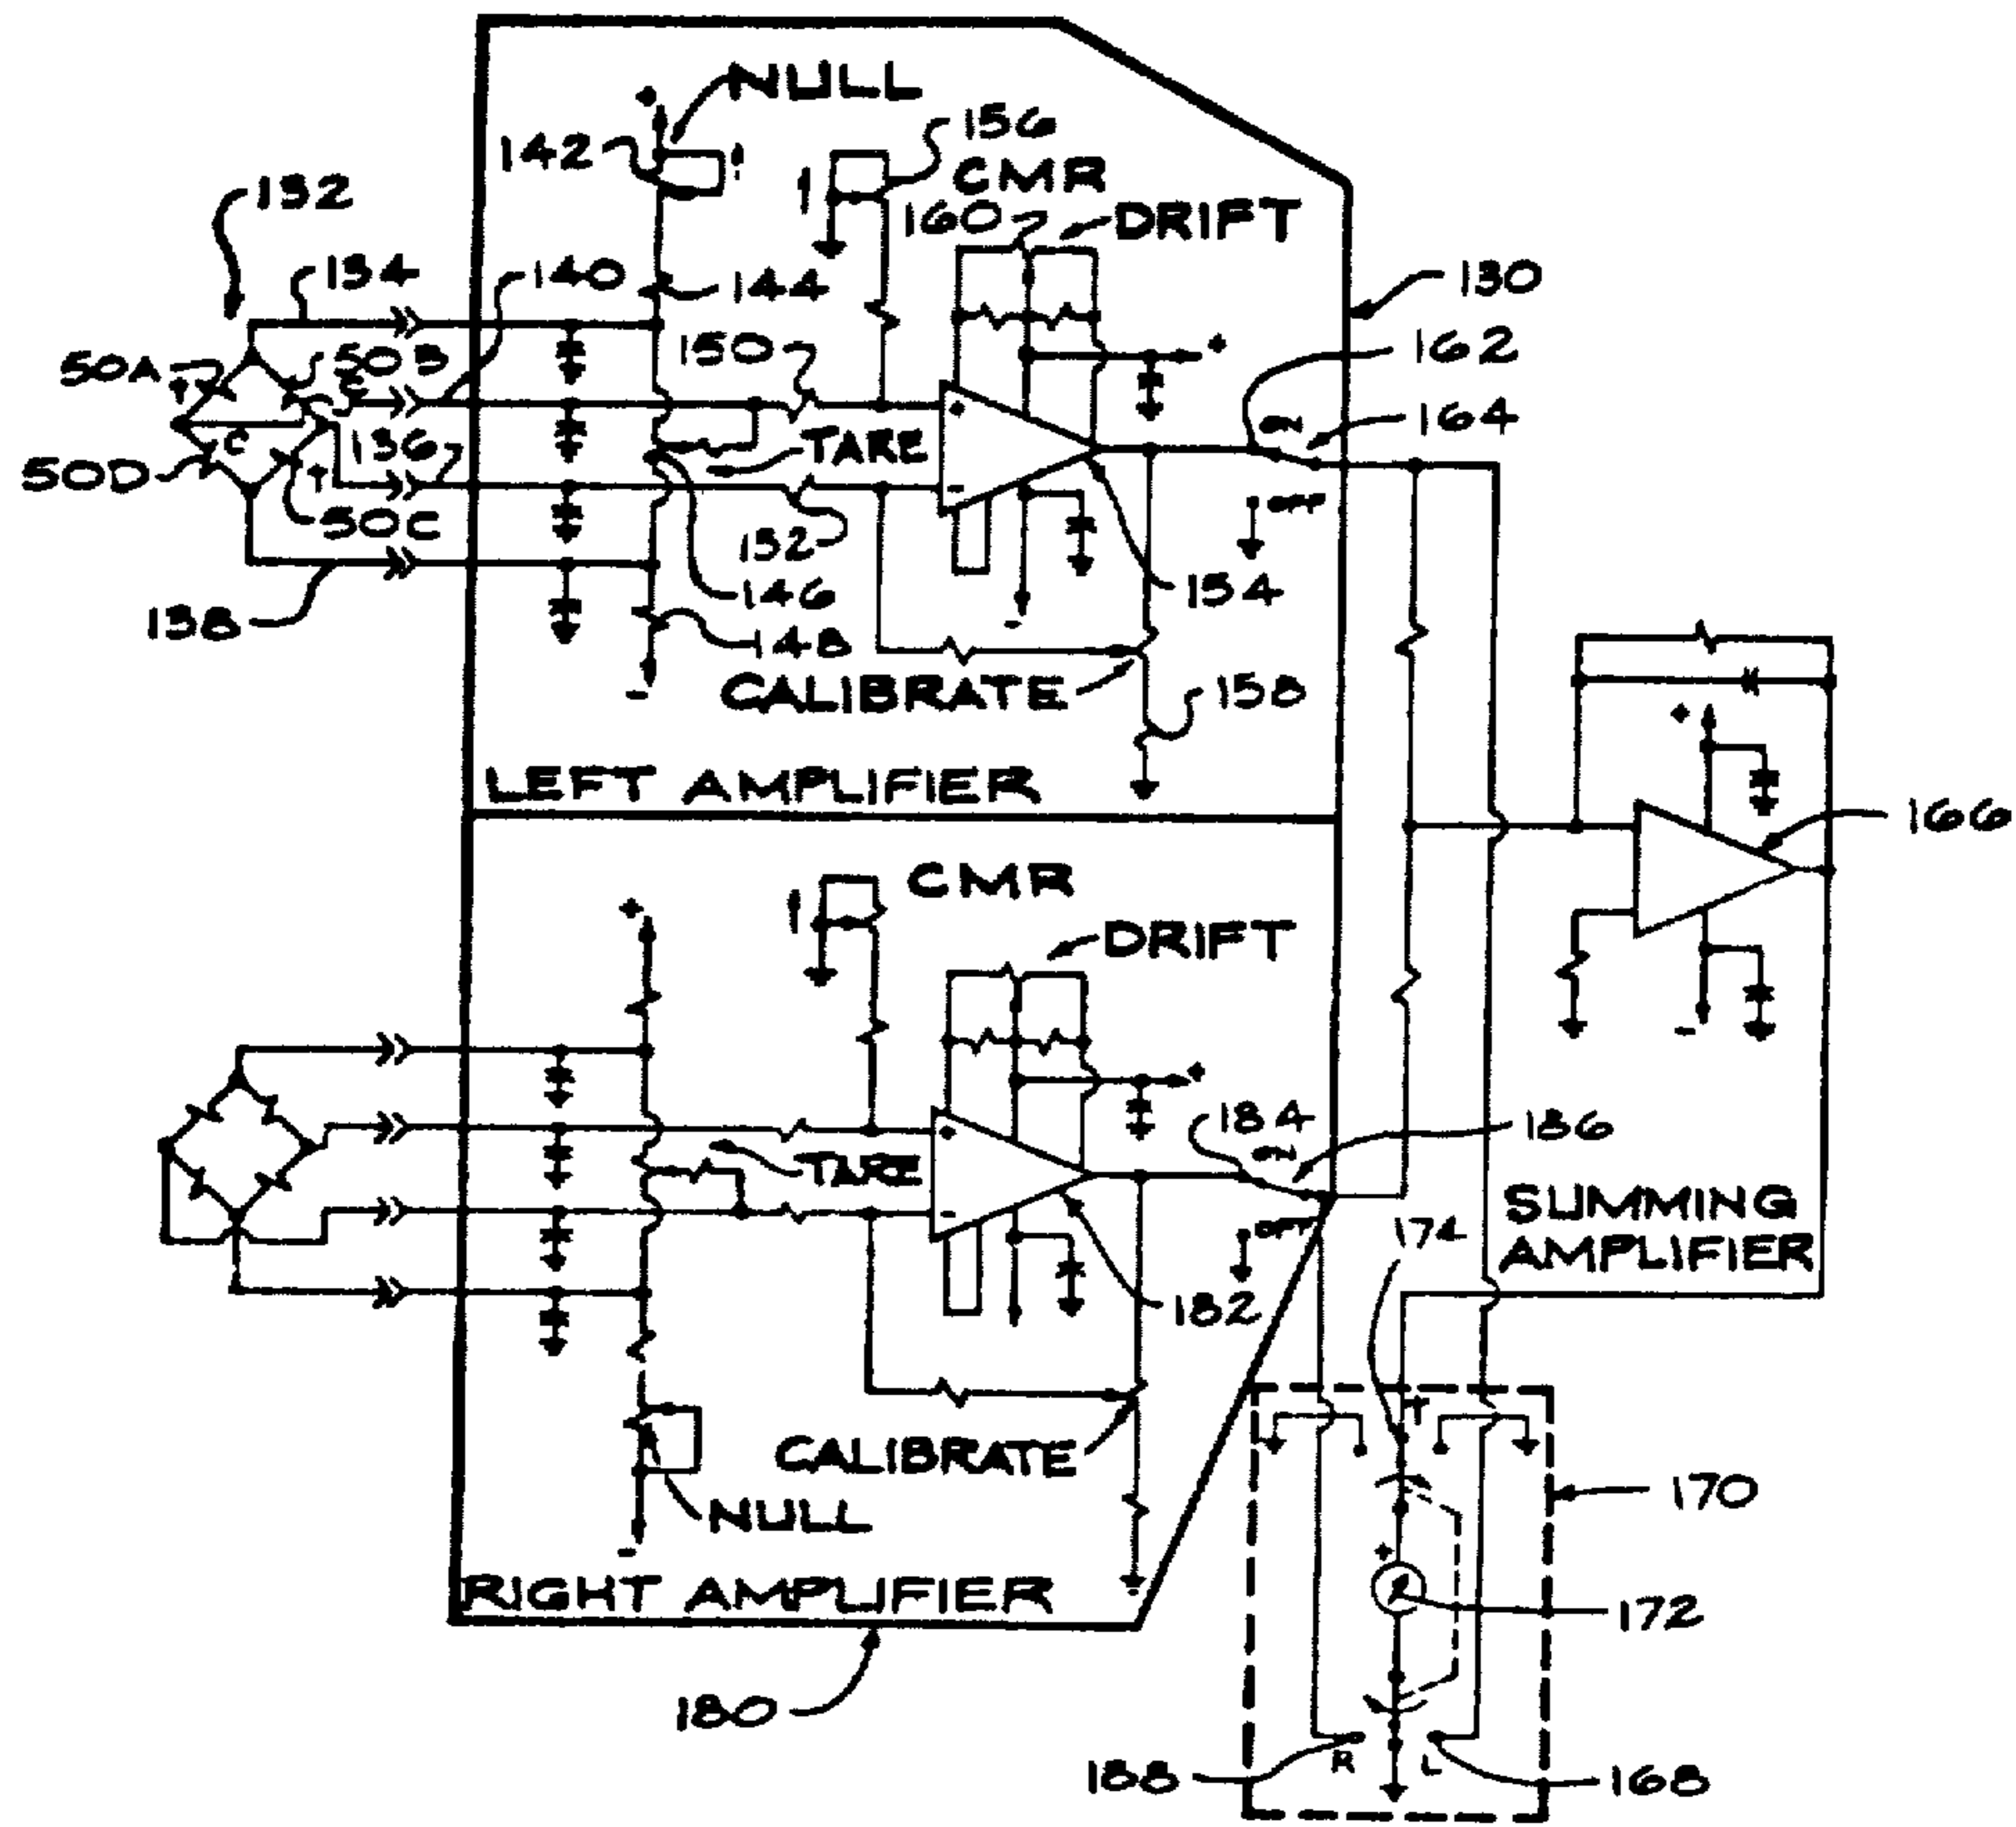 NULL
142
156
CMR
132
160
DRIFT
134
140
144
130
50A
50B
150
162
T
C
ON
164
C
136
TARE
50D
T
50C
OFF
132
154
138
146
148
CALIBRATE
158
LEFT AMPLIFIER
166
CMR
DRIFT
184
186
ON
TARE
SUMMING
AMPLIFIER
OFF
174
182
T
CALIBRATE
170
NULL
RIGHT AMPLIFIER
172
180
188
R
L
168